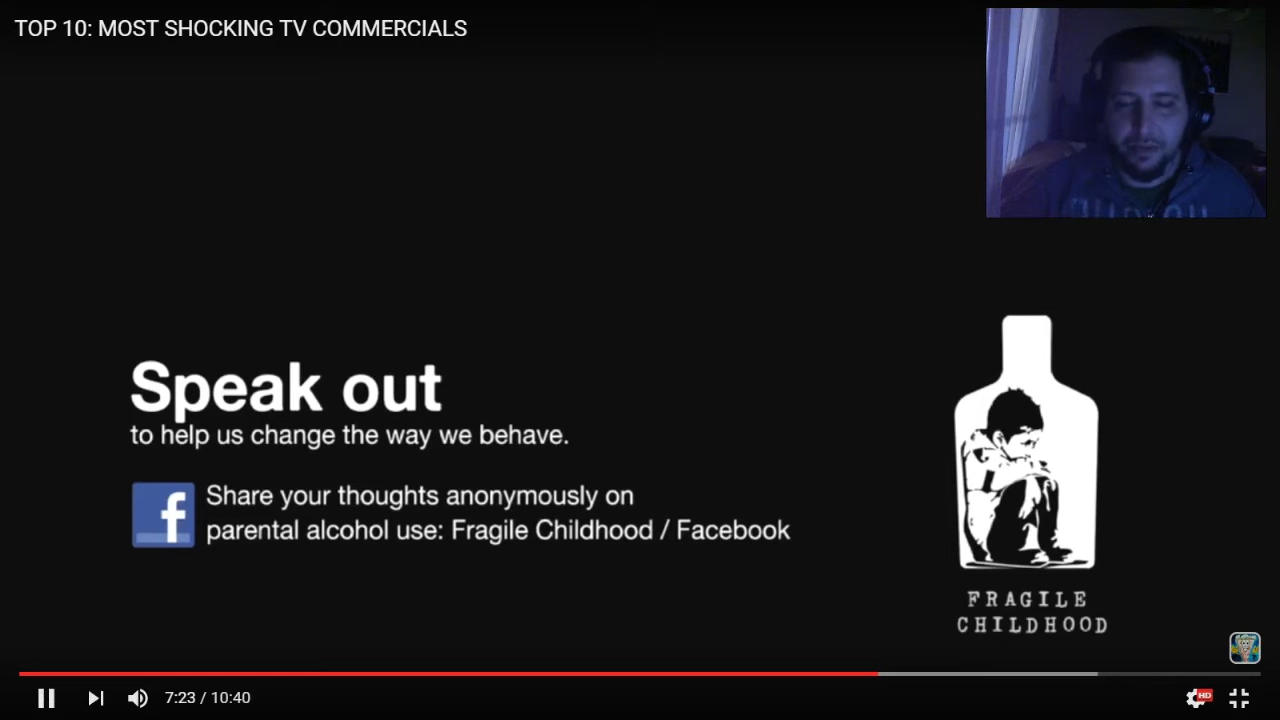 TOP 10: MOST SHOCKING TV COMMERCIALS
Speak out
to help us change the way we behave.
Share your thoughts anonymously on
parental alcohol use: Fragile Childhood / Facebook
FRAGILE
CHILDHOOD
7:23 / 10:40
HD